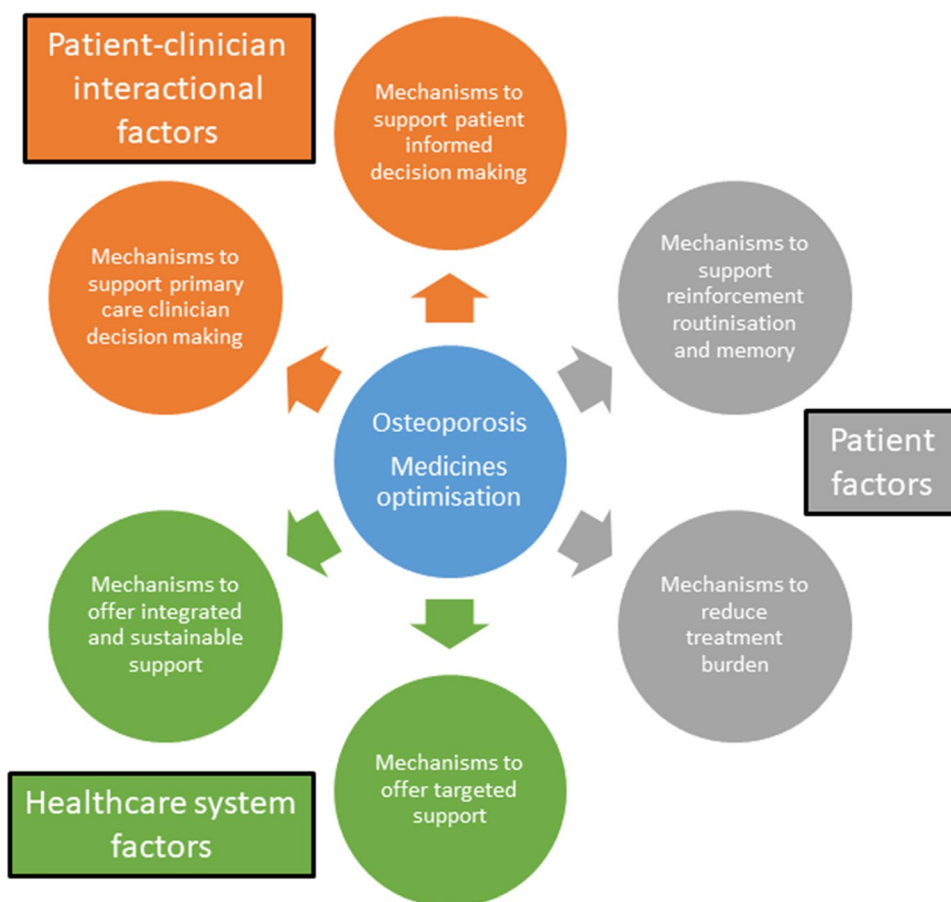 Patient-clinician
interactional
factors
Mechanisms to
support patient
informed
decision making
Mechanisms to
support primary
care clinician
decision making
Mechanisms to
support
reinforcement
routinisation
and memory
Osteoporosis
Medicines
optimisation
Patient
factors
Mechanisms to
offer integrated
and sustainable
support
Mechanisms to
reduce
treatment
burden
Mechanisms to
offer targeted
support
Healthcare system
factors